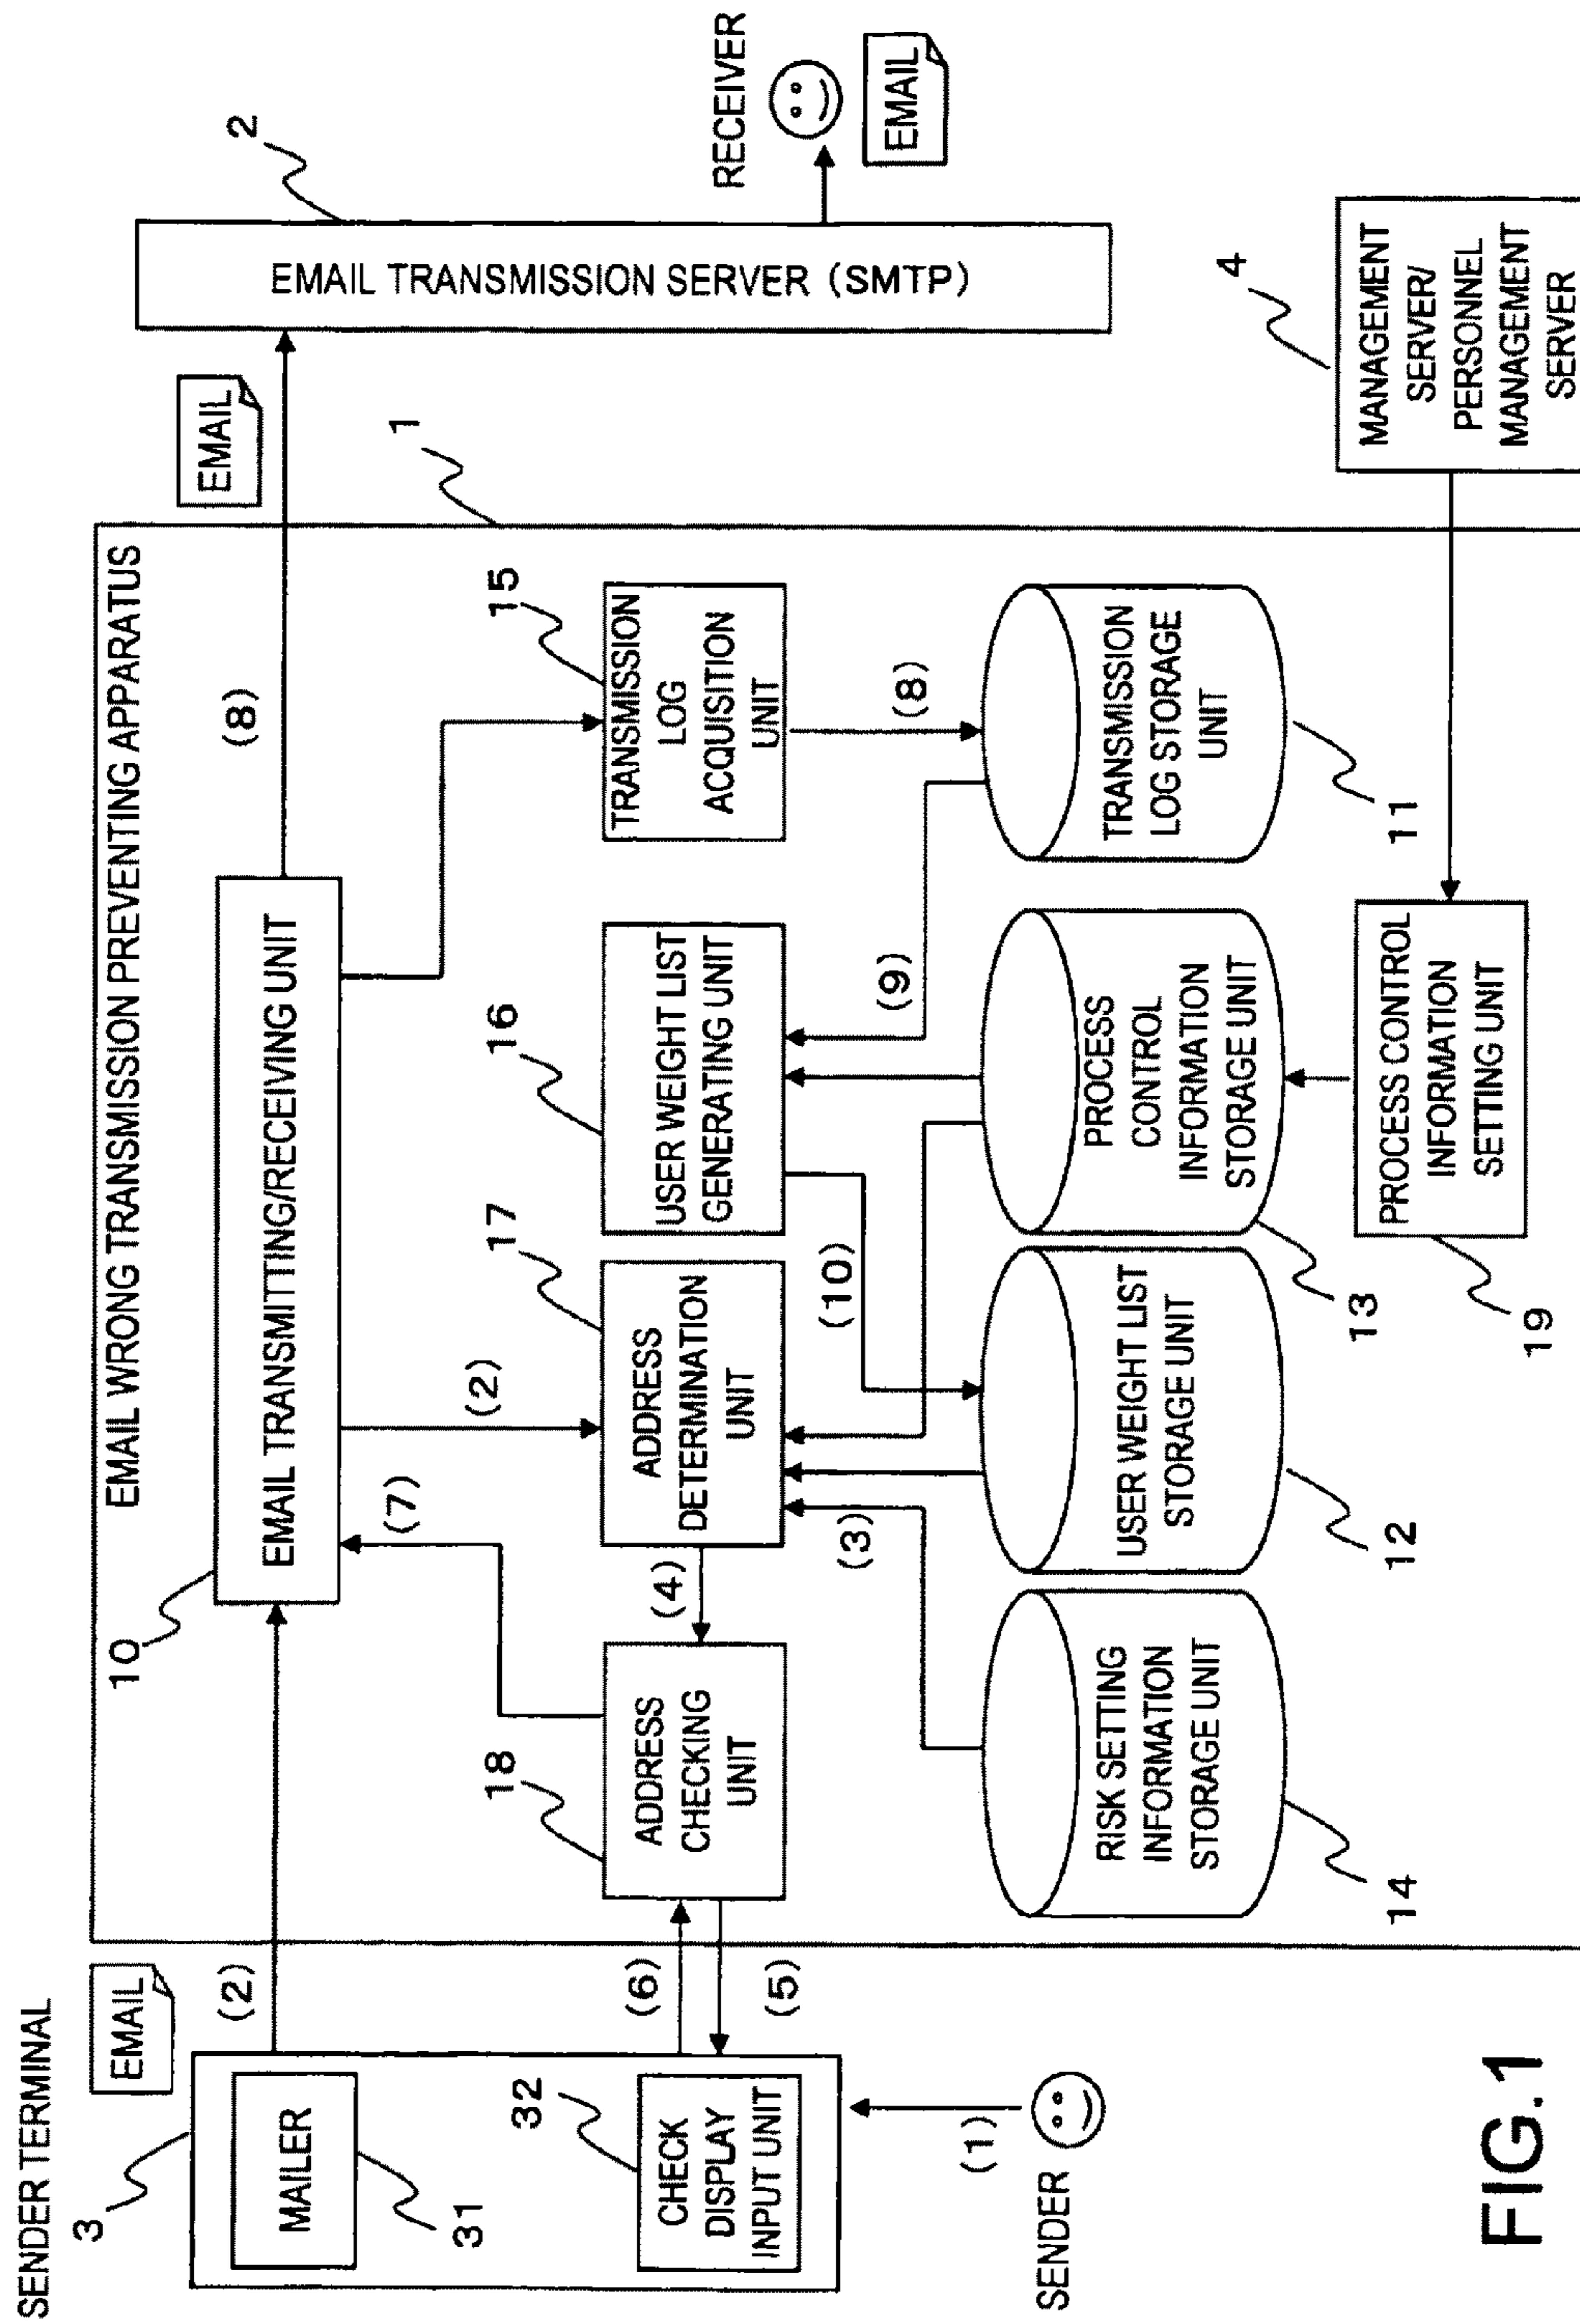 SENDER TERMINAL
3
EMAIL
MAILER
31
32
CHECK
DISPLAY
INPUT UNIT
(1)
SENDER
(2)
(6)
(5)
EMAIL WRONG TRANSMISSION PREVENTING APPARATUS
1
10
EMAIL TRANSMITTING/RECEIVING UNIT
(8)
EMAIL
2
EMAIL TRANSMISSION SERVER (SMTP)
RECEIVER
EMAIL
(7)
(2)
18
ADDRESS
CHECKING
UNIT
(4)
17
ADDRESS
DETERMINATION
UNIT
16
USER WEIGHT LIST
GENERATING UNIT
15
TRANSMISSION
LOG
ACQUISITION
UNIT
(3)
(10)
(9)
(8)
RISK SETTING
INFORMATION
STORAGE UNIT
14
USER WEIGHT LIST
STORAGE UNIT
12
PROCESS
CONTROL
INFORMATION
STORAGE UNIT
13
TRANSMISSION
LOG STORAGE
UNIT
11
PROCESS CONTROL
INFORMATION
SETTING UNIT
19
4
MANAGEMENT
SERVER/
PERSONNEL
MANAGEMENT
SERVER
FIG.1